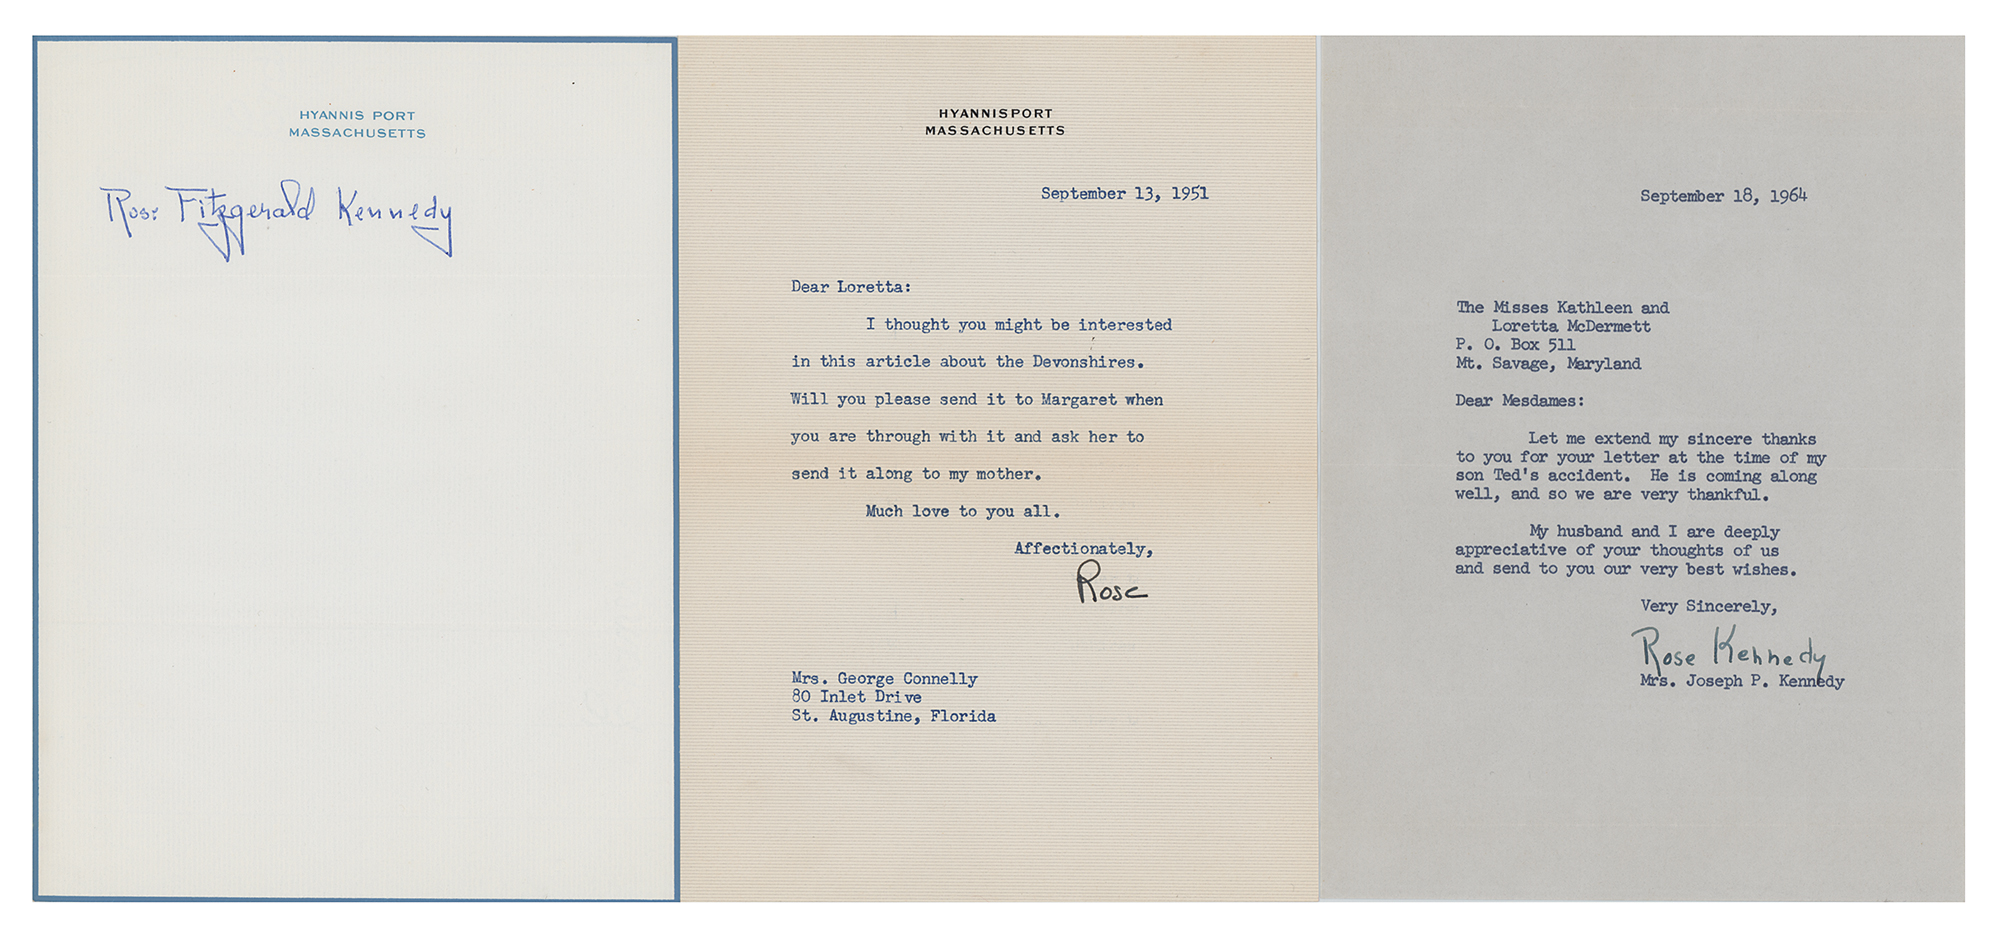 HYANNIS PORT
MASSACHUSETTS
Rose Fitzgerald Kennedy
HYANNISPORT
MASSACHUSETTS
September 13, 1951
Dear Loretta:
I thought you might be interested
in this article about the Devonshires.
Will you please send it to Margaret when
you are through with it and ask her to
send it along to my mother.
Much love to you all.
Affectionately,
Rose
Mrs. George Connelly
80 Inlet Drive
St. Augustine, Florida
September 18, 1964
The Misses Kathleen and
Loretta McDermett
P. O. Box 511
Mt. Savage, Maryland
Dear Mesdames:
Let me extend my sincere thanks
to you for your letter at the time of my
son Ted's accident. He is coming along
well, and so we are very thankful.
My husband and I are deeply
appreciative of your thoughts of us
and send to you our very best wishes.
Very Sincerely,
Rose Kennedy
Mrs. Joseph P. Kennedy